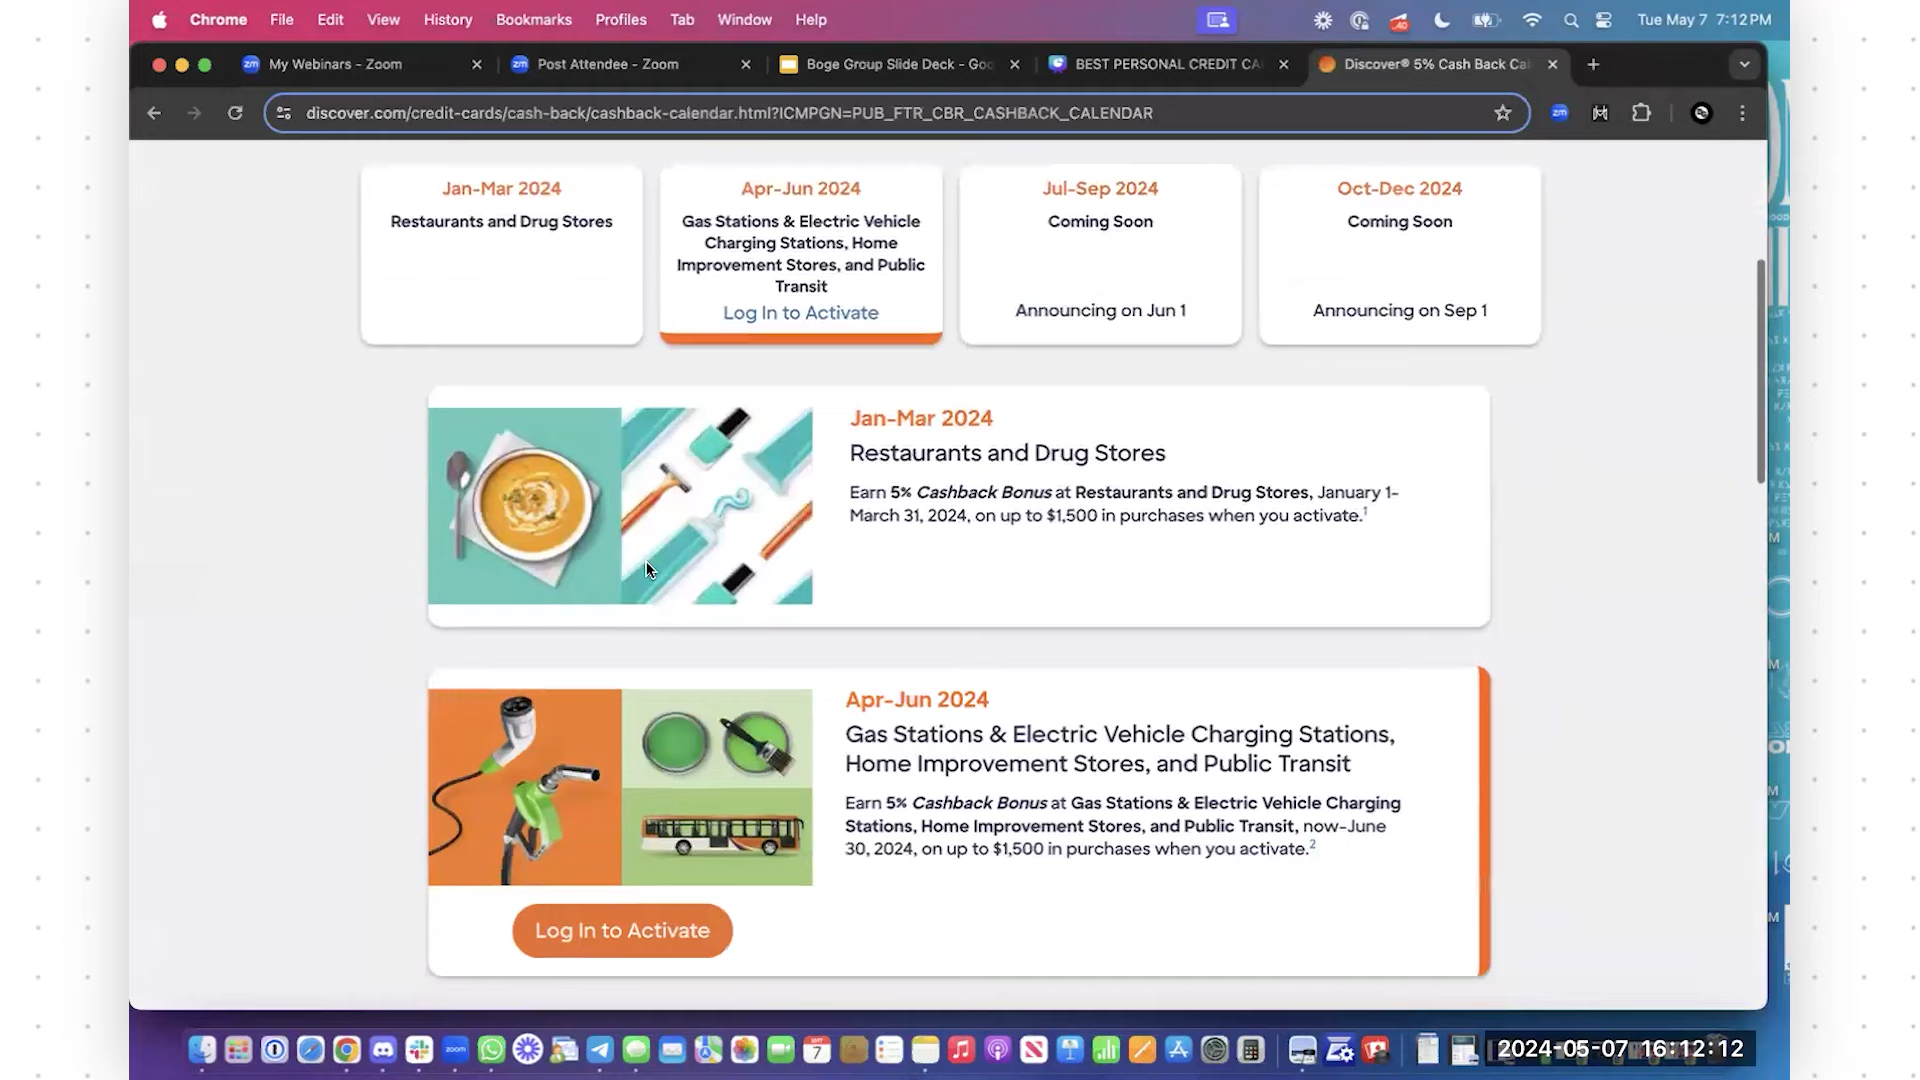 Chrome File Edit View History Bookmarks Profiles Tab Window Help Tue May 7 7:12 PM
My Webinars - Zoom
Post Attendee - Zoom
Boge Group Slide Deck - Goo
BEST PERSONAL CREDIT CA
Discover® 5% Cash Back Cal
discover.com/credit-cards/cash-back/cashback-calendar.html?ICMPGN=PUB_FTR_CBR_CASHBACK_CALENDAR
Jan-Mar 2024
Restaurants and Drug Stores
Apr-Jun 2024
Gas Stations & Electric Vehicle
Charging Stations, Home
Improvement Stores, and Public
Transit
Log In to Activate
Jul-Sep 2024
Coming Soon
Announcing on Jun 1
Oct-Dec 2024
Coming Soon
Announcing on Sep 1
Jan-Mar 2024
Restaurants and Drug Stores
Earn 5% Cashback Bonus at Restaurants and Drug Stores, January 1-
March 31, 2024, on up to $1,500 in purchases when you activate.1
Apr-Jun 2024
Gas Stations & Electric Vehicle Charging Stations,
Home Improvement Stores, and Public Transit
Earn 5% Cashback Bonus at Gas Stations & Electric Vehicle Charging
Stations, Home Improvement Stores, and Public Transit, now-June
30, 2024, on up to $1,500 in purchases when you activate.2
Log In to Activate
zoom
7
2024-05-07 16:12:12